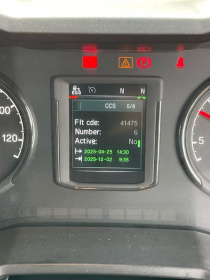 N N
CCS 5/6
Flt cde: 41475
Number: 6
Active: No
2025-04-25 14:30
2025-12-02 9:35
100
120